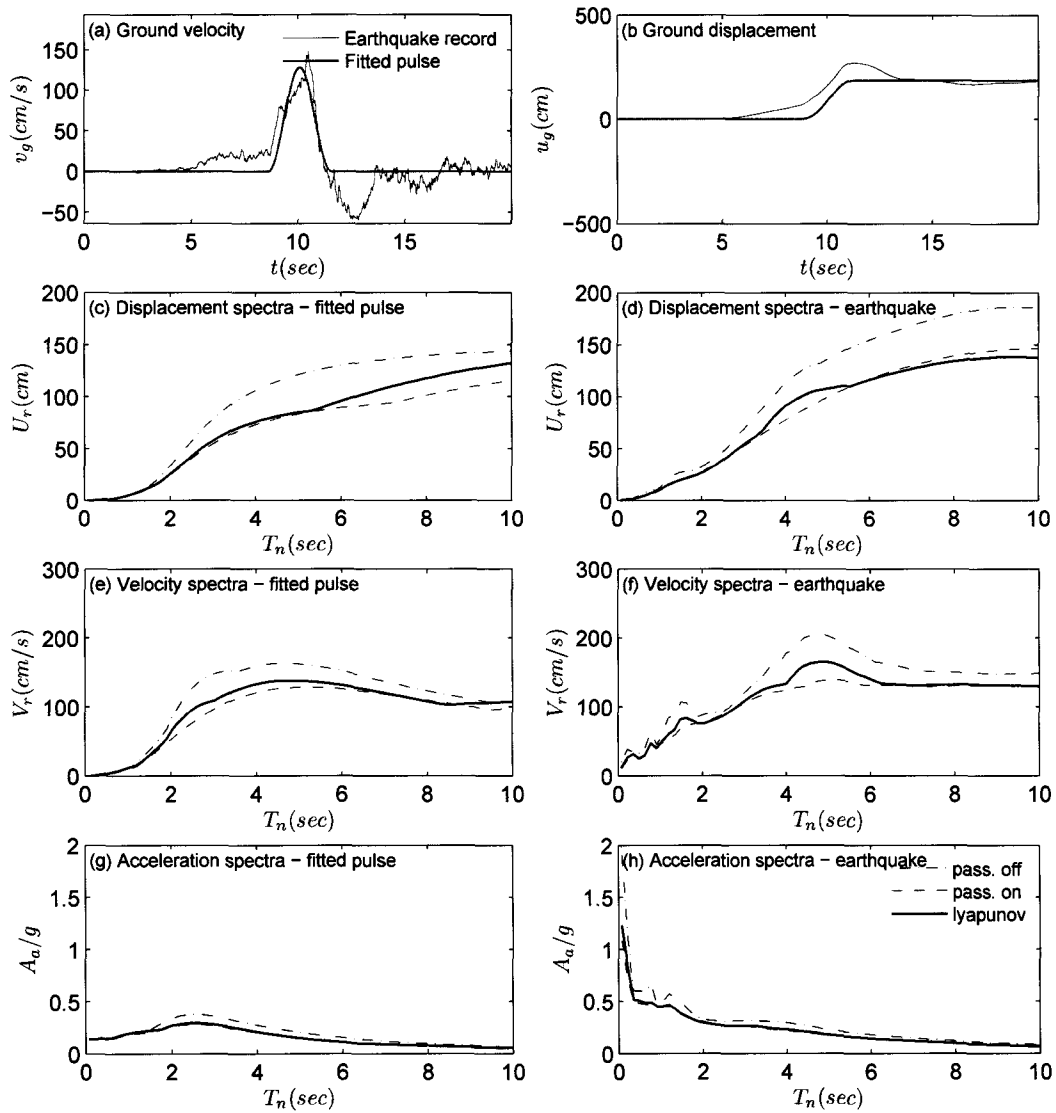 (a) Ground velocity
Earthquake record
Fitted pulse
150
100
50
0
−50
v_g(cm/s)
0 5 10 15
t(sec)
(b) Ground displacement
500
0
−500
u_g(cm)
0 5 10 15
t(sec)
(c) Displacement spectra − fitted pulse
200
150
100
50
0
U_r(cm)
0 2 4 6 8 10
T_n(sec)
(d) Displacement spectra − earthquake
200
150
100
50
0
U_r(cm)
0 2 4 6 8 10
T_n(sec)
(e) Velocity spectra − fitted pulse
300
200
100
0
V_r(cm/s)
0 2 4 6 8 10
T_n(sec)
(f) Velocity spectra − earthquake
300
200
100
0
V_r(cm/s)
0 2 4 6 8 10
T_n(sec)
(g) Acceleration spectra − fitted pulse
2
1.5
1
0.5
0
A_a/g
0 2 4 6 8 10
T_n(sec)
(h) Acceleration spectra − earthquake
pass. off
pass. on
lyapunov
2
1.5
1
0.5
0
A_a/g
0 2 4 6 8 10
T_n(sec)